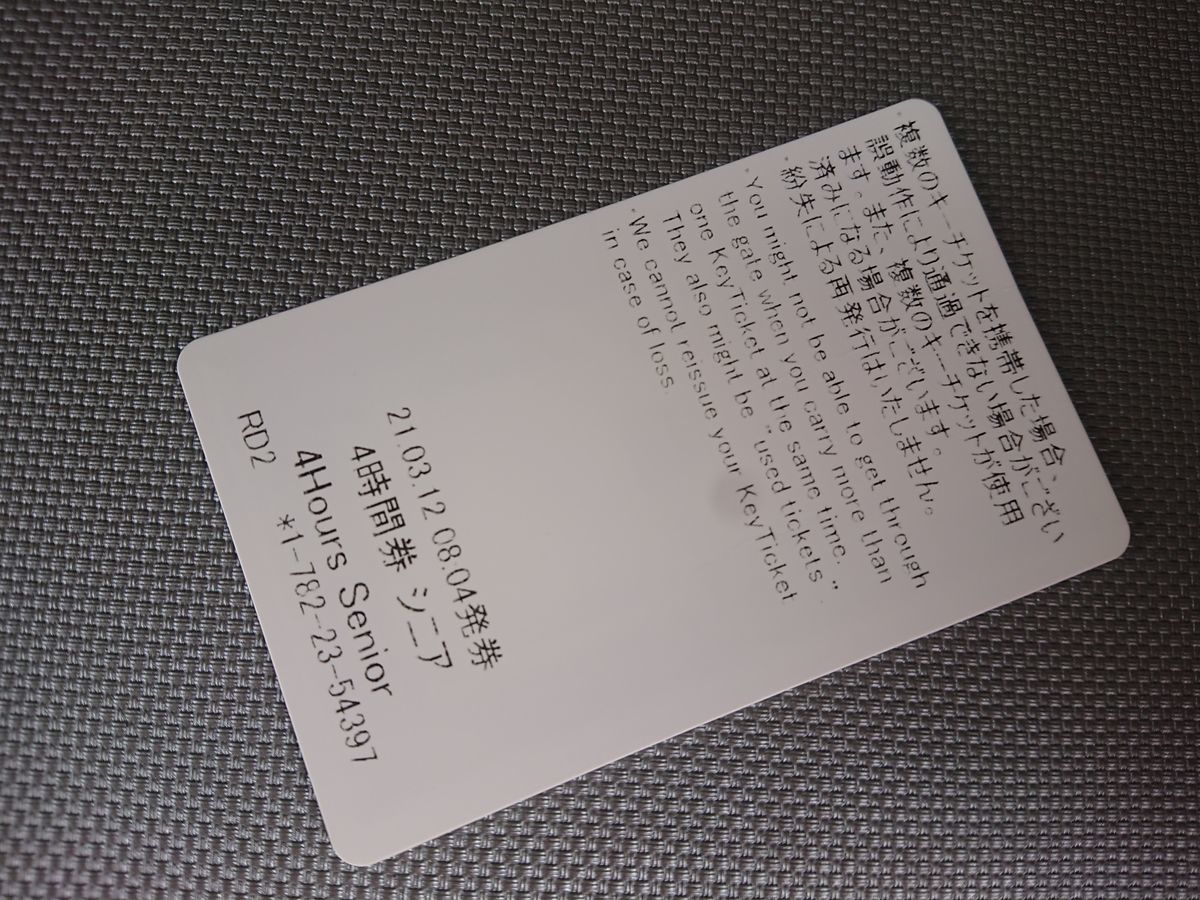 ・複数のキーチケットを携帯した場合、
誤動作により通過できない場合がござい
ます。また、複数のキーチケットが使用
済みになる場合がございます。
・紛失による再発行はいたしません。
・You might not be able to get through
the gate when you carry more than
one KeyTicket at the same time.
They also might be "used tickets".
・We cannot reissue your KeyTicket
in case of loss.
21.03.12 08:04発券
4時間券 シニア
4Hours Senior
RD2 *1-782-23-54397